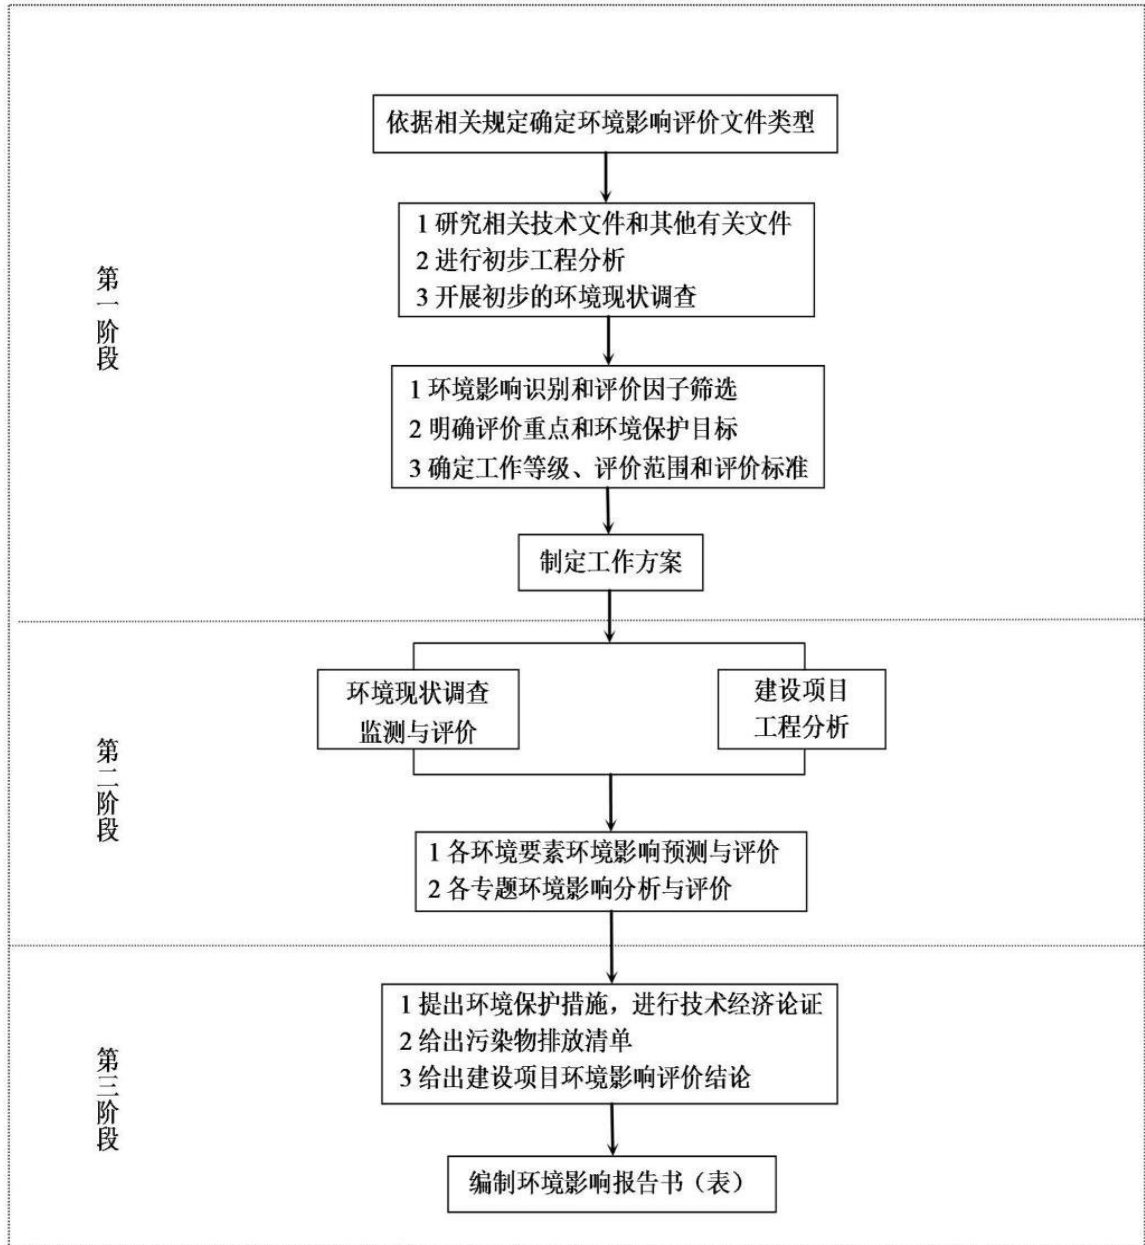 依据相关规定确定环境影响评价文件类型
1 研究相关技术文件和其他有关文件
2 进行初步工程分析
3 开展初步的环境现状调查
第一阶段
1 环境影响识别和评价因子筛选
2 明确评价重点和环境保护目标
3 确定工作等级、评价范围和评价标准
制定工作方案
环境现状调查
监测与评价
建设项目
工程分析
第二阶段
1 各环境要素环境影响预测与评价
2 各专题环境影响分析与评价
1 提出环境保护措施，进行技术经济论证
2 给出污染物排放清单
3 给出建设项目环境影响评价结论
第三阶段
编制环境影响报告书（表）